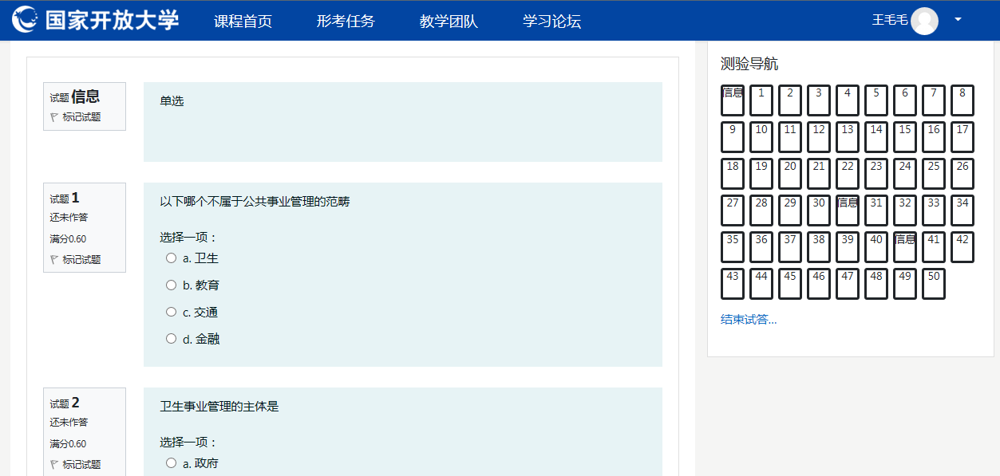 国家开放大学 课程首页 形考任务 教学团队 学习论坛 王毛毛
试题 信息
标记试题
单选
试题 1
还未作答
满分0.60
标记试题
以下哪个不属于公共事业管理的范畴
选择一项：
a. 卫生
b. 教育
c. 交通
d. 金融
试题 2
还未作答
满分0.60
标记试题
卫生事业管理的主体是
选择一项：
a. 政府
测验导航
信息 1 2 3 4 5 6 7 8
9 10 11 12 13 14 15 16 17
18 19 20 21 22 23 24 25 26
27 28 29 30 信息 31 32 33 34
35 36 37 38 39 40 信息 41 42
43 44 45 46 47 48 49 50
结束试答...